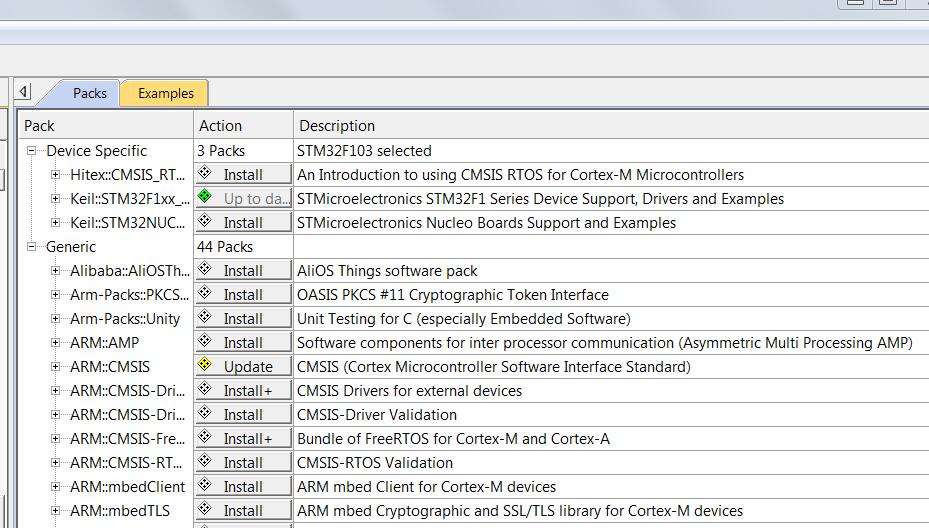 Packs Examples
Pack Action Description
Device Specific 3 Packs STM32F103 selected
Hitex::CMSIS_RT... Install An Introduction to using CMSIS RTOS for Cortex-M Microcontrollers
Keil::STM32F1xx_... Up to da... STMicroelectronics STM32F1 Series Device Support, Drivers and Examples
Keil::STM32NUC... Install STMicroelectronics Nucleo Boards Support and Examples
Generic 44 Packs
Alibaba::AliOSTh... Install AliOS Things software pack
Arm-Packs::PKCS... Install OASIS PKCS #11 Cryptographic Token Interface
Arm-Packs::Unity Install Unit Testing for C (especially Embedded Software)
ARM::AMP Install Software components for inter processor communication (Asymmetric Multi Processing AMP)
ARM::CMSIS Update CMSIS (Cortex Microcontroller Software Interface Standard)
ARM::CMSIS-Dri... Install+ CMSIS Drivers for external devices
ARM::CMSIS-Dri... Install CMSIS-Driver Validation
ARM::CMSIS-Fre... Install+ Bundle of FreeRTOS for Cortex-M and Cortex-A
ARM::CMSIS-RT... Install CMSIS-RTOS Validation
ARM::mbedClient Install ARM mbed Client for Cortex-M devices
ARM::mbedTLS Install ARM mbed Cryptographic and SSL/TLS library for Cortex-M devices